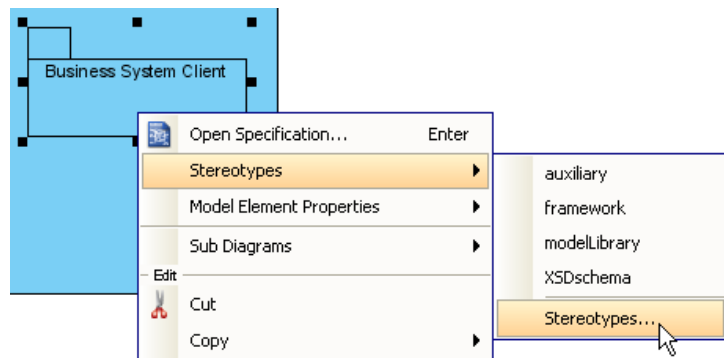 Business System Client
Open Specification... Enter
Stereotypes
Model Element Properties
Sub Diagrams
Edit
Cut
Copy
auxiliary
framework
modelLibrary
XSDschema
Stereotypes...